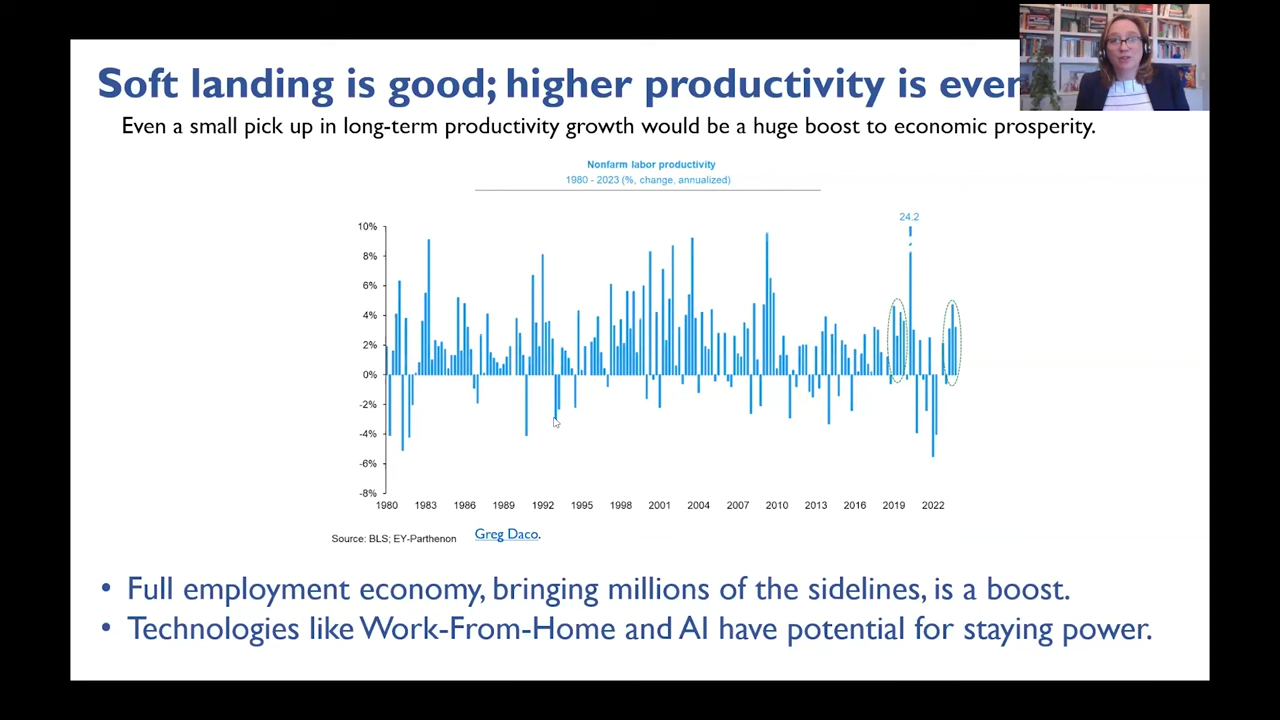 Soft landing is good; higher productivity is even
Even a small pick up in long-term productivity growth would be a huge boost to economic prosperity.
Nonfarm labor productivity
1980 - 2023 (%, change, annualized)
24.2
10%
8%
6%
4%
2%
0%
-2%
-4%
-6%
-8%
1980 1983 1986 1989 1992 1995 1998 2001 2004 2007 2010 2013 2016 2019 2022
Source: BLS; EY-Parthenon Greg Daco.
• Full employment economy, bringing millions of the sidelines, is a boost.
• Technologies like Work-From-Home and AI have potential for staying power.